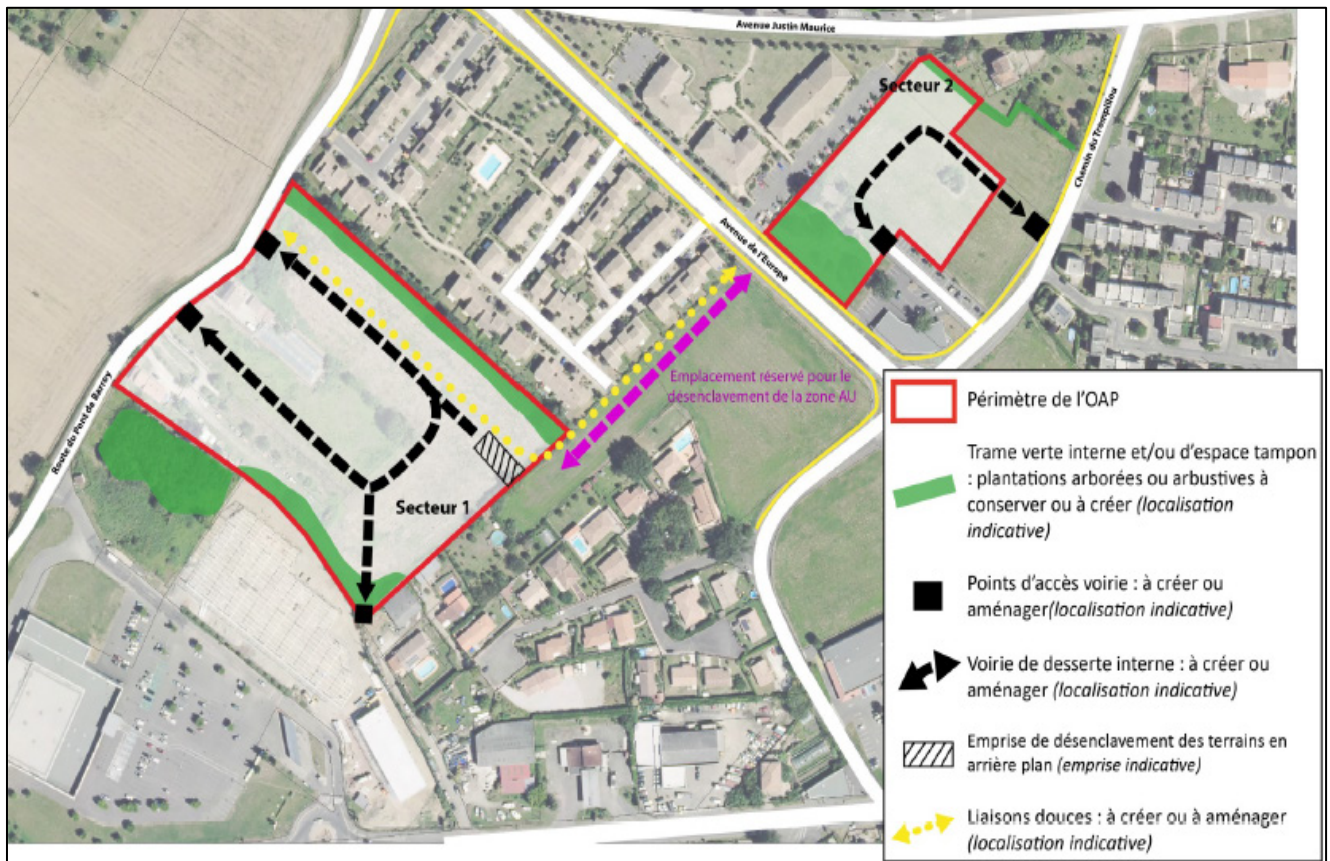 Avenue Justin Maurice
Secteur 2
Chemin du Trompillou
Avenue de l'Europe
Emplacement réservé pour le
désenclavement de la zone AU
Route du Pont de Barrey
Secteur 1
Périmètre de l'OAP
Trame verte interne et/ou d'espace tampon
: plantations arborées ou arbustives à
conserver ou à créer (localisation
indicative)
Points d'accès voirie : à créer ou
aménager(localisation indicative)
Voirie de desserte interne : à créer ou
aménager (localisation indicative)
Emprise de désenclavement des terrains en
arrière plan (emprise indicative)
Liaisons douces : à créer ou à aménager
(localisation indicative)